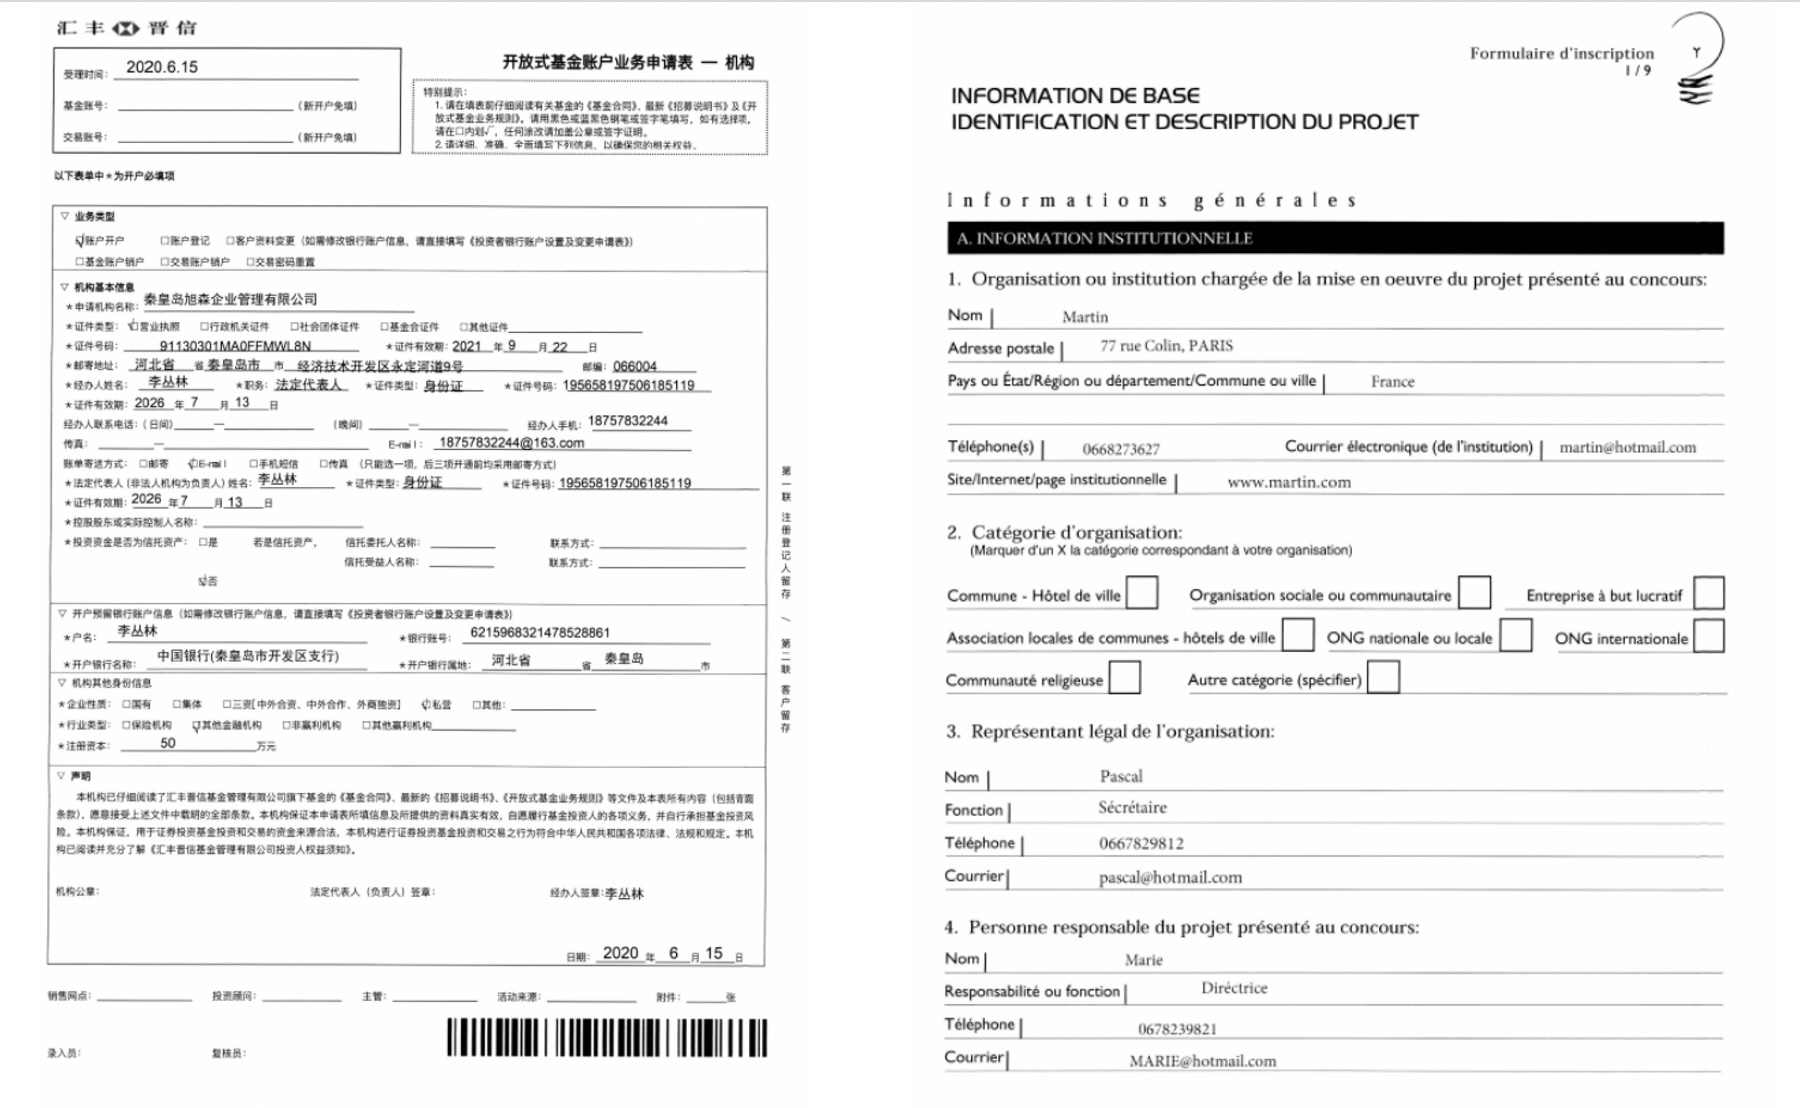 汇丰晋信
受理时间: 2020.6.15
基金账号: (新开户免填)
交易账号: (新开户免填)
开放式基金账户业务申请表 — 机构
特别提示:
1. 请在填表前仔细阅读有关基金的《基金合同》、最新《招募说明书》及《开
放式基金业务规则》。请用黑色或蓝黑色钢笔或签字笔填写, 如有选择项,
请在□内划√, 任何涂改请加盖公章或签字证明。
2. 请详细、准确、全面填写下列信息, 以确保您的相关权益。
以下表单中*为开户必填项
▽ 业务类型
☑账户开户 □账户登记 □客户资料变更 (如需修改银行账户信息, 请直接填写《投资者银行账户设置及变更申请表》)
□基金账户销户 □交易账户销户 □交易密码重置
▽ 机构基本信息
*申请机构名称: 秦皇岛旭森企业管理有限公司
*证件类型: ☑营业执照 □行政机关证件 □社会团体证件 □基金会证件 □其他证件
*证件号码: 91130301MA0FFMWL8N *证件有效期: 2021 年 9 月 22 日
*邮寄地址: 河北省 省 秦皇岛市 市 经济技术开发区永定河道9号 邮编: 066004
*经办人姓名: 李丛林 *职务: 法定代表人 *证件类型: 身份证 *证件号码: 195658197506185119
*证件有效期: 2026 年 7 月 13 日
经办人联系电话: (日间) — (晚间) — 经办人手机: 18757832244
传真: — E-mail: 18757832244@163.com
账单寄送方式: □邮寄 ☑E-mail □手机短信 □传真 (只能选一项, 后三项开通前均采用邮寄方式)
*法定代表人 (非法人机构为负责人) 姓名: 李丛林 *证件类型: 身份证 *证件号码: 195658197506185119
*证件有效期: 2026 年 7 月 13 日
*控股股东或实际控制人名称:
*投资资金是否为信托资产: □是 若是信托资产, 信托委托人名称: 联系方式:
信托受益人名称: 联系方式:
☑否
▽ 开户预留银行账户信息 (如需修改银行账户信息, 请直接填写《投资者银行账户设置及变更申请表》)
*户名: 李丛林 *银行账号: 6215968321478528861
*开户银行名称: 中国银行(秦皇岛市开发区支行) *开户银行属地: 河北省 省 秦皇岛 市
▽ 机构其他身份信息
*企业性质: □国有 □集体 □三资[中外合资、中外合作、外商独资] ☑私营 □其他:
*行业类型: □保险机构 ☑其他金融机构 □非赢利机构 □其他赢利机构
*注册资本: 50 万元
▽ 声明
本机构已仔细阅读了汇丰晋信基金管理有限公司旗下基金的《基金合同》、最新的《招募说明书》、《开放式基金业务规则》等文件及本表所有内容 (包括背面
条款), 愿意接受上述文件中载明的全部条款。本机构保证本申请表所填信息及所提供的资料真实有效, 自愿履行基金投资人的各项义务, 并自行承担基金投资风
险。本机构保证, 用于证券投资基金投资和交易的资金来源合法, 本机构进行证券投资基金投资和交易之行为符合中华人民共和国各项法律、法规和规定。本机
构已阅读并充分了解《汇丰晋信基金管理有限公司投资人权益须知》。
机构公章: 法定代表人 (负责人) 签章: 经办人签章: 李丛林
日期: 2020 年 6 月 15 日
第一联 注册登记人留存 / 第二联 客户留存
销售网点: 投资顾问: 主管: 活动来源: 附件: 张
录入员: 复核员:
Formulaire d'inscription
1 / 9
INFORMATION DE BASE
IDENTIFICATION ET DESCRIPTION DU PROJET
Informations générales
A. INFORMATION INSTITUTIONNELLE
1. Organisation ou institution chargée de la mise en oeuvre du projet présenté au concours:
Nom | Martin
Adresse postale | 77 rue Colin, PARIS
Pays ou État/Région ou département/Commune ou ville | France
Téléphone(s) | 0668273627 Courrier électronique (de l'institution) | martin@hotmail.com
Site/Internet/page institutionnelle | www.martin.com
2. Catégorie d'organisation:
(Marquer d'un X la catégorie correspondant à votre organisation)
Commune - Hôtel de ville Organisation sociale ou communautaire Entreprise à but lucratif
Association locales de communes - hôtels de ville ONG nationale ou locale ONG internationale
Communauté religieuse Autre catégorie (spécifier)
3. Représentant légal de l'organisation:
Nom | Pascal
Fonction | Sécrétaire
Téléphone | 0667829812
Courrier | pascal@hotmail.com
4. Personne responsable du projet présenté au concours:
Nom | Marie
Responsabilité ou fonction | Diréctrice
Téléphone | 0678239821
Courrier | MARIE@hotmail.com